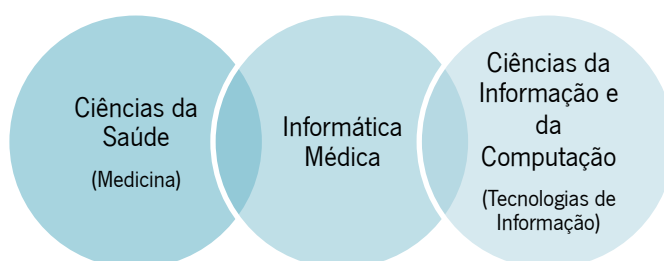 Ciências da
Saúde
(Medicina)
Informática
Médica
Ciências da
Informação e
da
Computação
(Tecnologias de
Informação)